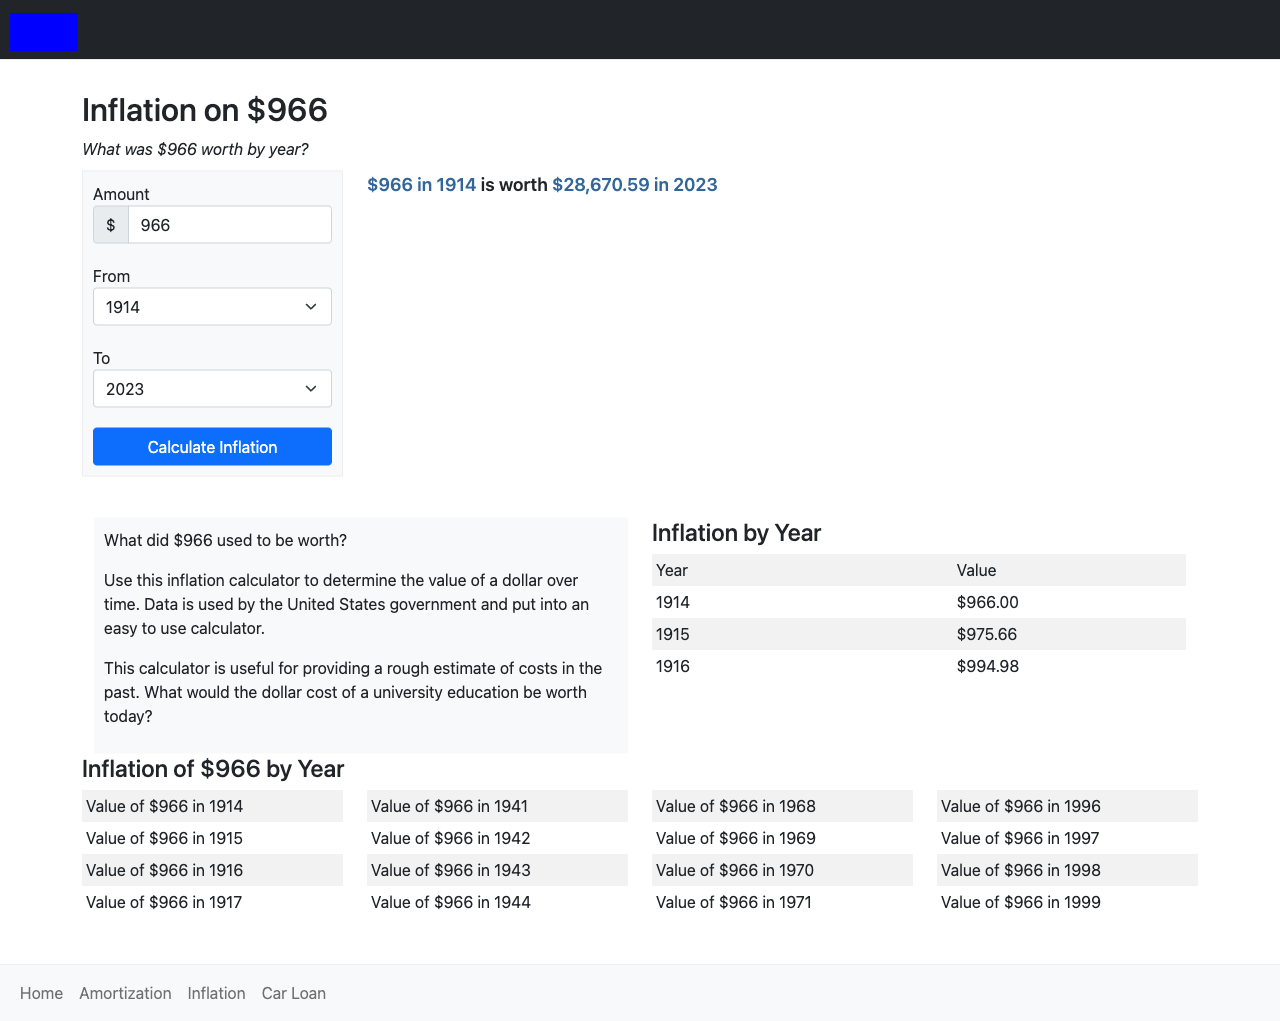 Inflation on $966
What was $966 worth by year?
Amount
$ 966
From
1914
To
2023
Calculate Inflation
$966 in 1914 is worth $28,670.59 in 2023
What did $966 used to be worth?
Use this inflation calculator to determine the value of a dollar over
time. Data is used by the United States government and put into an
easy to use calculator.
This calculator is useful for providing a rough estimate of costs in the
past. What would the dollar cost of a university education be worth
today?
Inflation by Year
Year Value
1914 $966.00
1915 $975.66
1916 $994.98
Inflation of $966 by Year
Value of $966 in 1914
Value of $966 in 1915
Value of $966 in 1916
Value of $966 in 1917
Value of $966 in 1941
Value of $966 in 1942
Value of $966 in 1943
Value of $966 in 1944
Value of $966 in 1968
Value of $966 in 1969
Value of $966 in 1970
Value of $966 in 1971
Value of $966 in 1996
Value of $966 in 1997
Value of $966 in 1998
Value of $966 in 1999
Home Amortization Inflation Car Loan